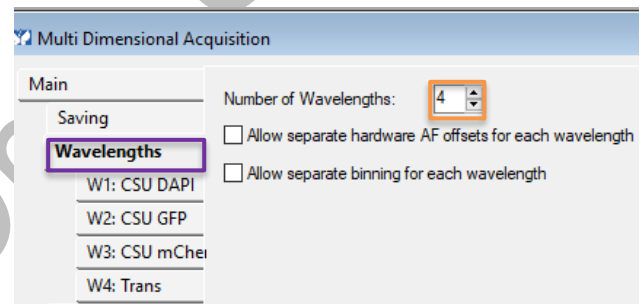 Multi Dimensional Acquisition
Main
Saving
Wavelengths
W1: CSU DAPI
W2: CSU GFP
W3: CSU mCher
W4: Trans
Number of Wavelengths: 4
Allow separate hardware AF offsets for each wavelength
Allow separate binning for each wavelength